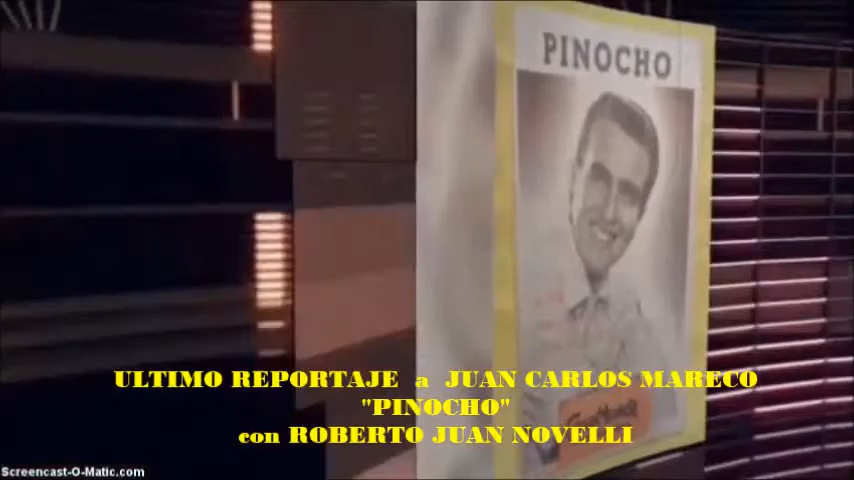 PINOCHO
ULTIMO REPORTAJE a JUAN CARLOS MARECO
"PINOCHO"
con ROBERTO JUAN NOVELLI
Screencast-O-Matic.com